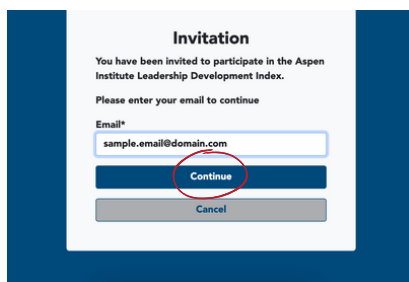 Invitation
You have been invited to participate in the Aspen
Institute Leadership Development Index.
Please enter your email to continue
Email*
sample.email@domain.com
Continue
Cancel